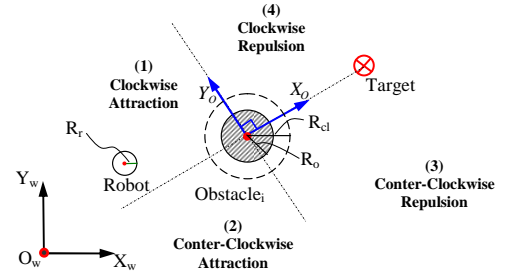 (4)
Clockwise
Repulsion
(1)
Clockwise
Attraction
Y_O
X_O
Target
R_cl
R_r
R_o
Robot
Obstacle_i
(3)
Conter-Clockwise
Repulsion
Y_w
(2)
Conter-Clockwise
Attraction
O_w
X_w